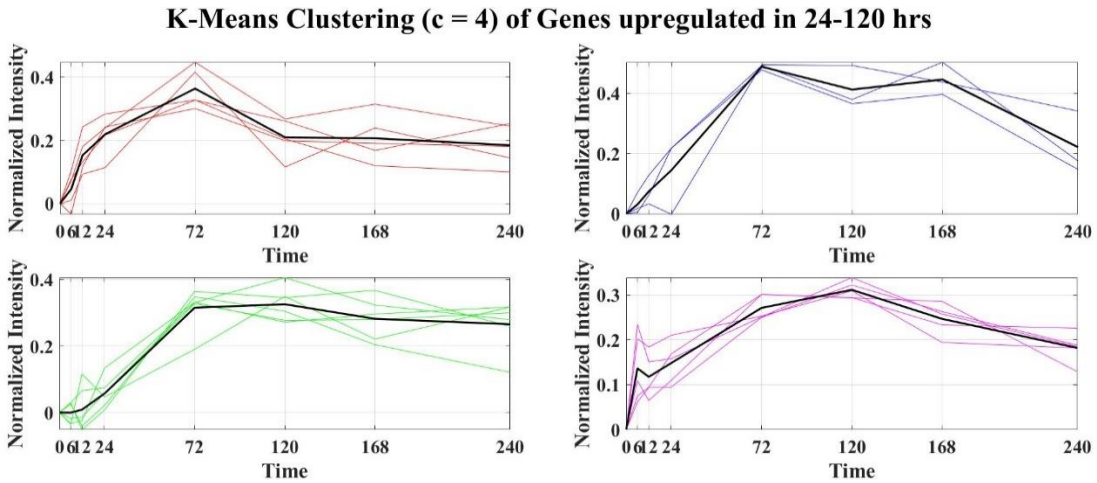 K-Means Clustering (c = 4) of Genes upregulated in 24-120 hrs
Normalized Intensity
0.4
0.2
0
0 6 12 24 72 120 168 240
Time
Normalized Intensity
0.4
0.2
0
0 6 12 24 72 120 168 240
Time
Normalized Intensity
0.4
0.2
0
0 6 12 24 72 120 168 240
Time
Normalized Intensity
0.3
0.2
0.1
0
0 6 12 24 72 120 168 240
Time